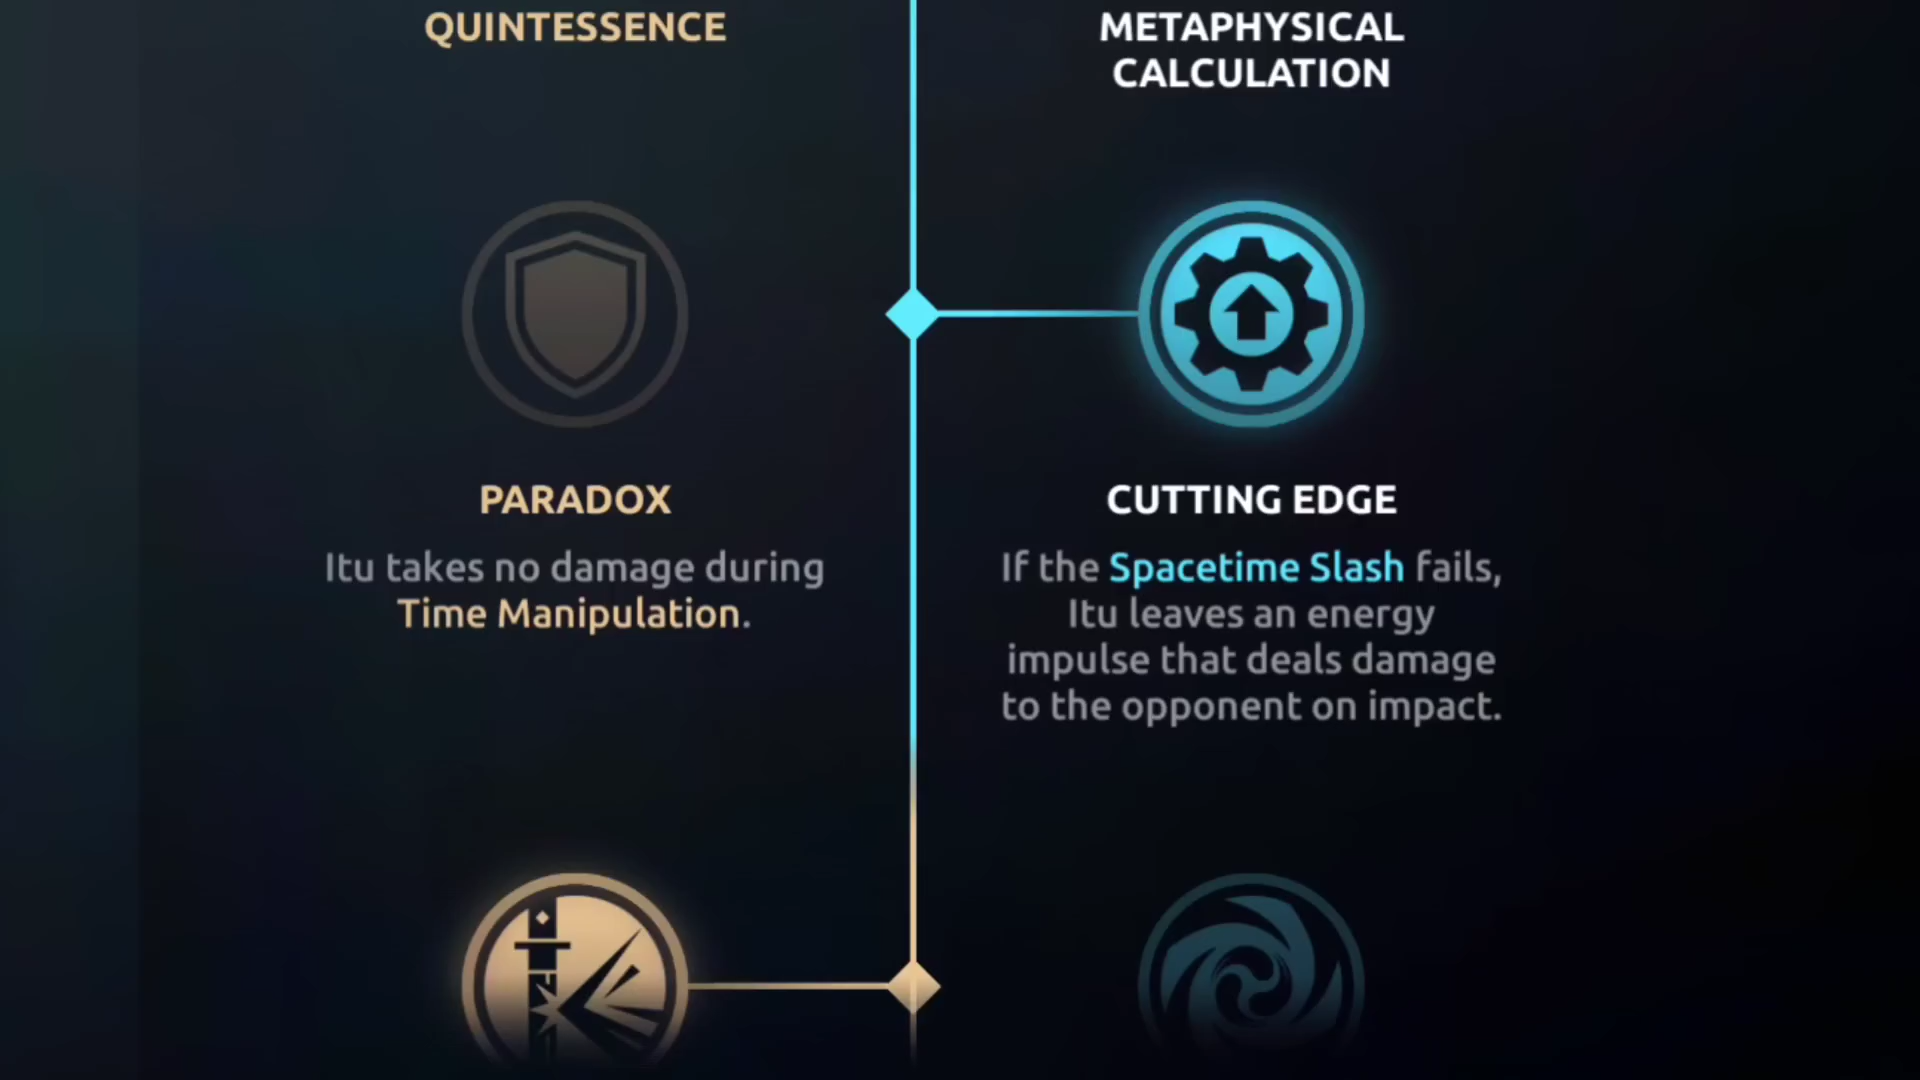 QUINTESSENCE
METAPHYSICAL
CALCULATION
PARADOX
Itu takes no damage during
Time Manipulation.
CUTTING EDGE
If the Spacetime Slash fails,
Itu leaves an energy
impulse that deals damage
to the opponent on impact.